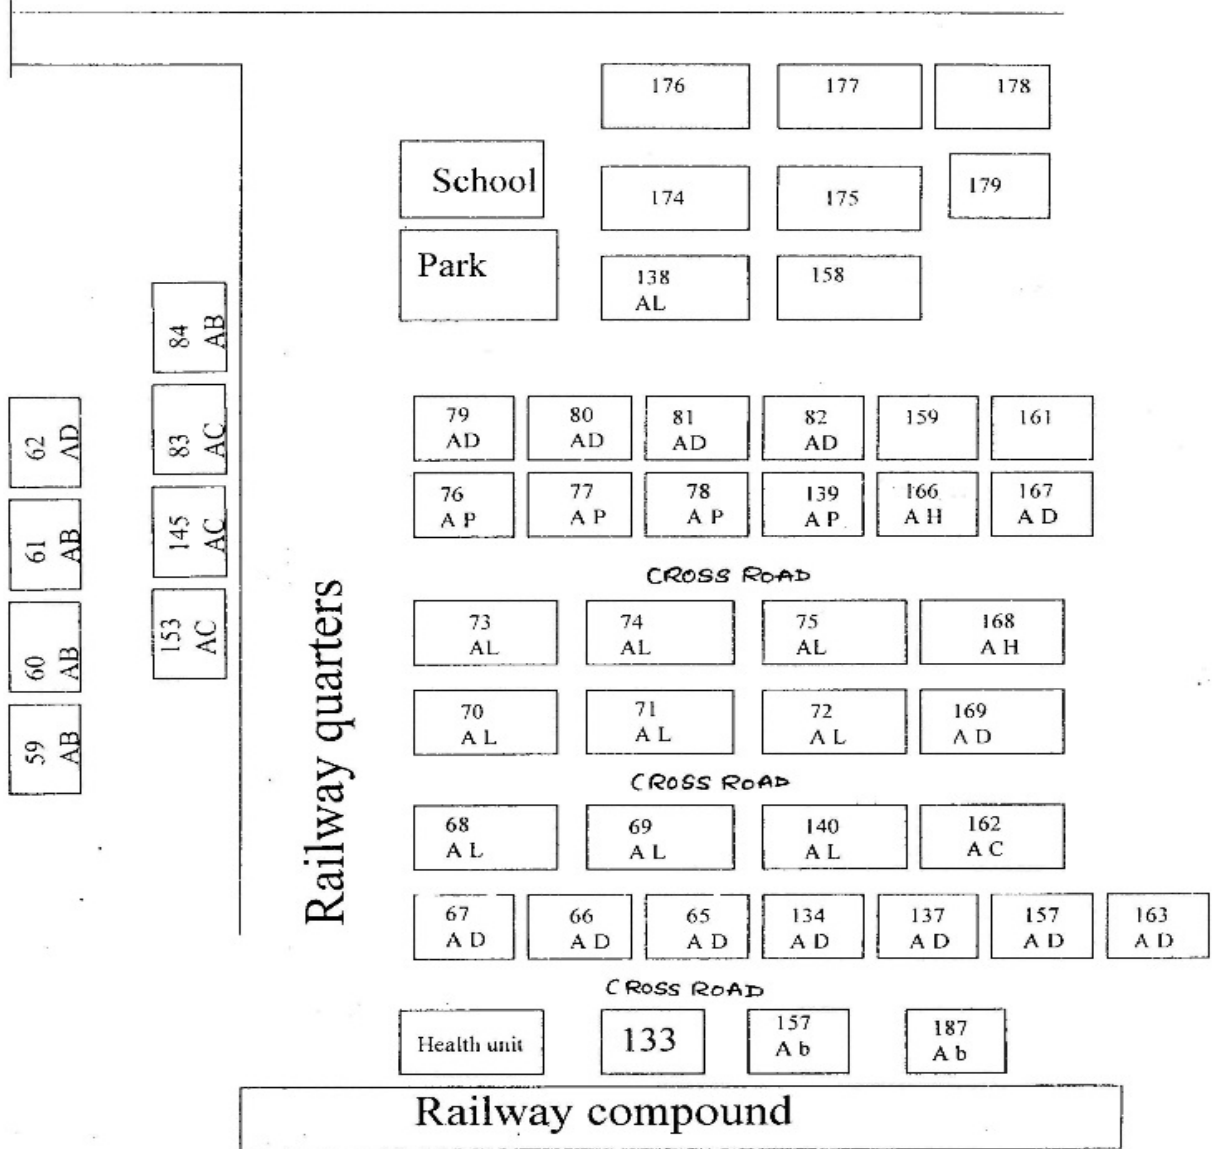 176
177
178
School
174
175
179
Park
138
AL
158
84
AB
83
AC
145
AC
153
AC
62
AD
61
AB
60
AB
59
AB
79
AD
80
AD
81
AD
82
AD
159
161
76
A P
77
A P
78
A P
139
A P
166
A H
167
A D
CROSS ROAD
73
AL
74
AL
75
AL
168
A H
70
A L
71
A L
72
A L
169
A D
CROSS ROAD
68
A L
69
A L
140
A L
162
A C
67
A D
66
A D
65
A D
134
A D
137
A D
157
A D
163
A D
CROSS ROAD
Railway quarters
Health unit
133
157
A b
187
A b
Railway compound